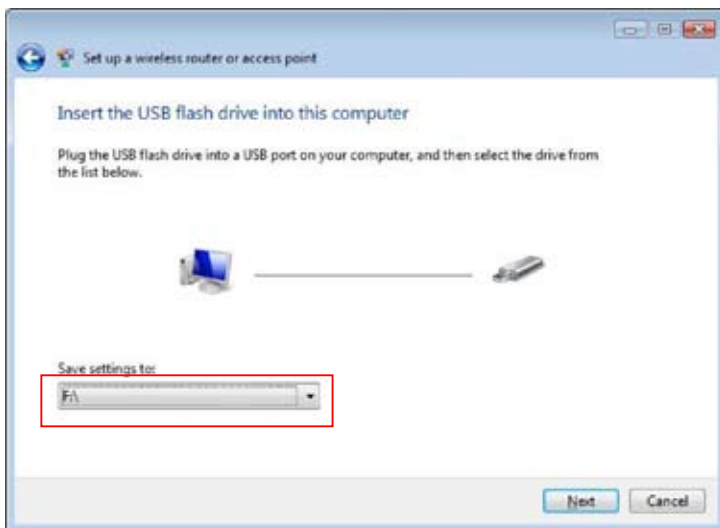 Set up a wireless router or access point
Insert the USB flash drive into this computer
Plug the USB flash drive into a USB port on your computer, and then select the drive from
the list below.
Save settings to:
F:\
Next
Cancel